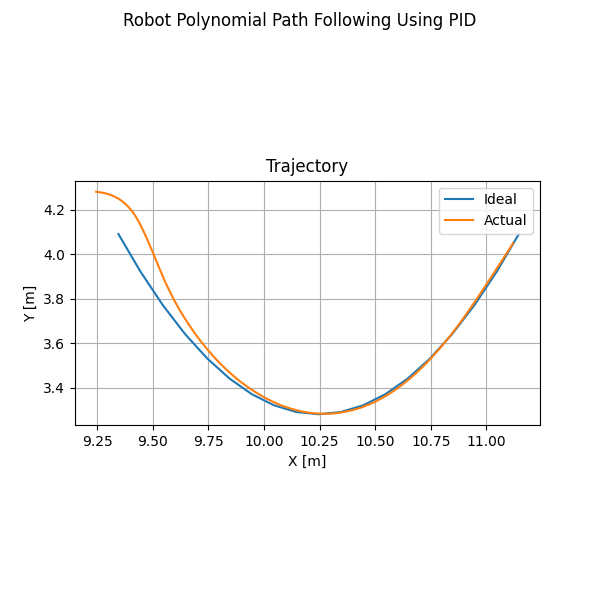 Robot Polynomial Path Following Using PID
Trajectory
Ideal
Actual
4.2
4.0
3.8
3.6
3.4
Y [m]
9.25 9.50 9.75 10.00 10.25 10.50 10.75 11.00
X [m]